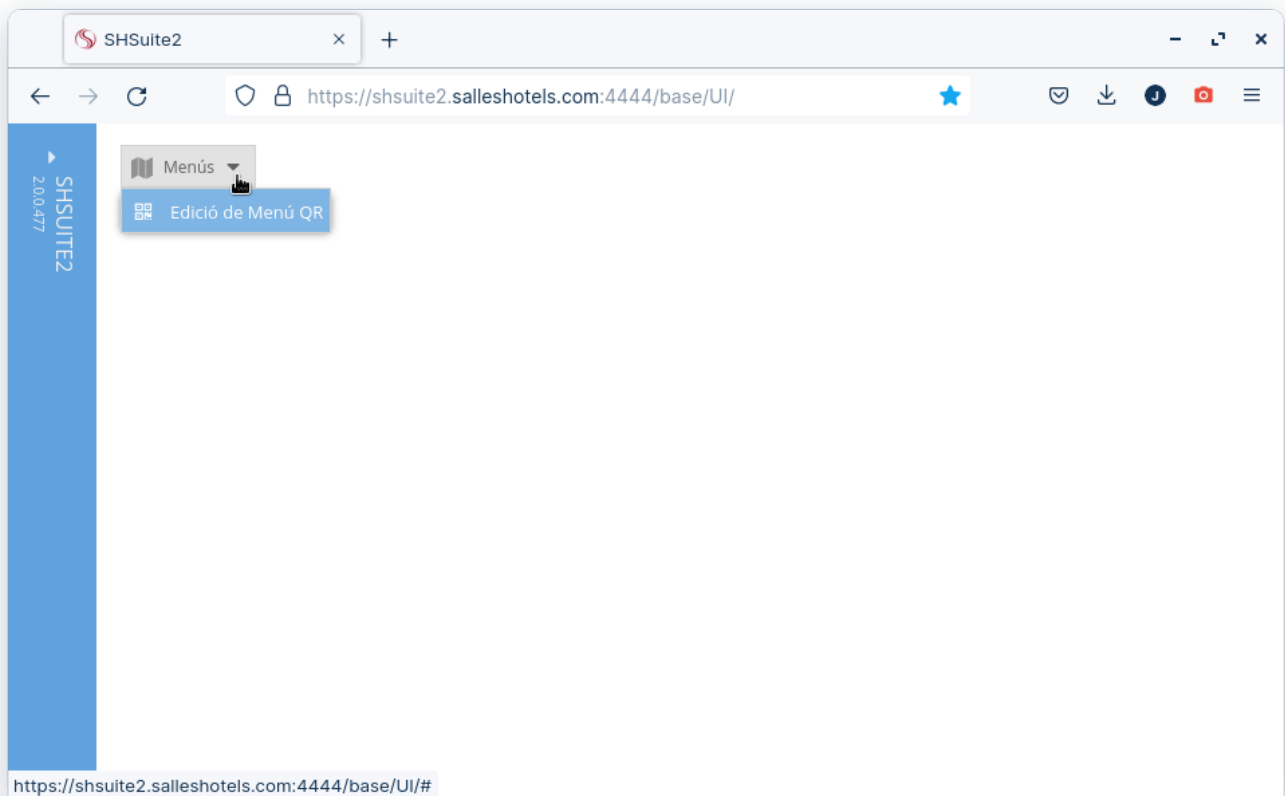 SHSuite2
https://shsuite2.salleshotels.com:4444/base/UI/
J
SHSUITE2
2.0.0.477
Menús
Edició de Menú QR
https://shsuite2.salleshotels.com:4444/base/UI/#